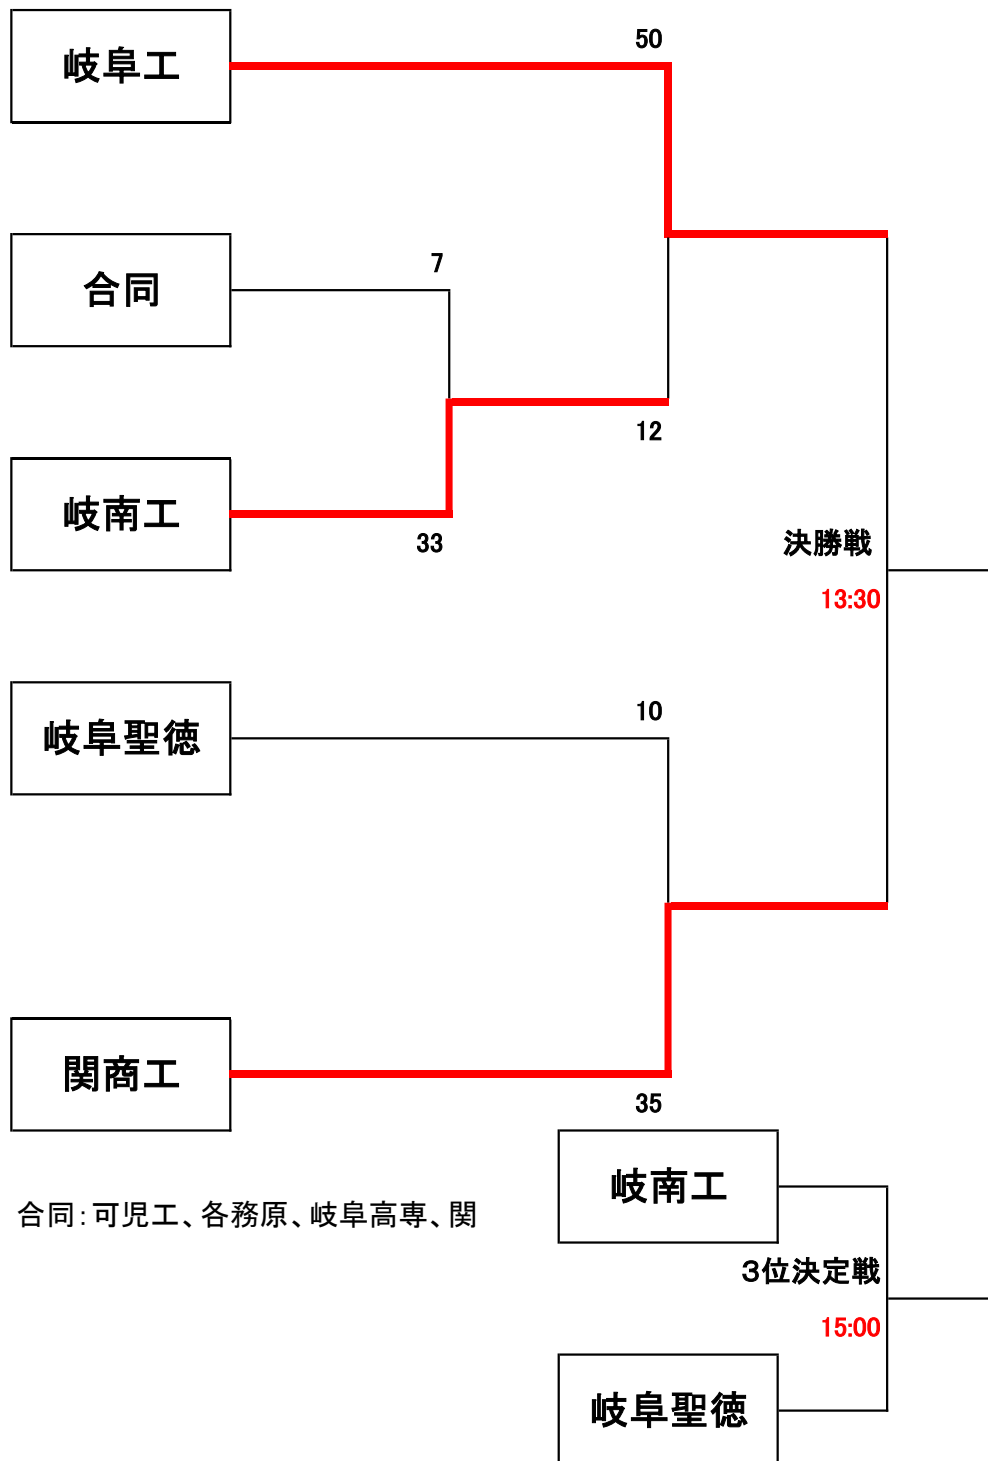 50
岐阜工
7
合同
12
岐南工
33
決勝戦
13:30
10
岐阜聖徳
関商工
35
岐南工
合同：可児工、各務原、岐阜高専、関
３位決定戦
15:00
岐阜聖徳